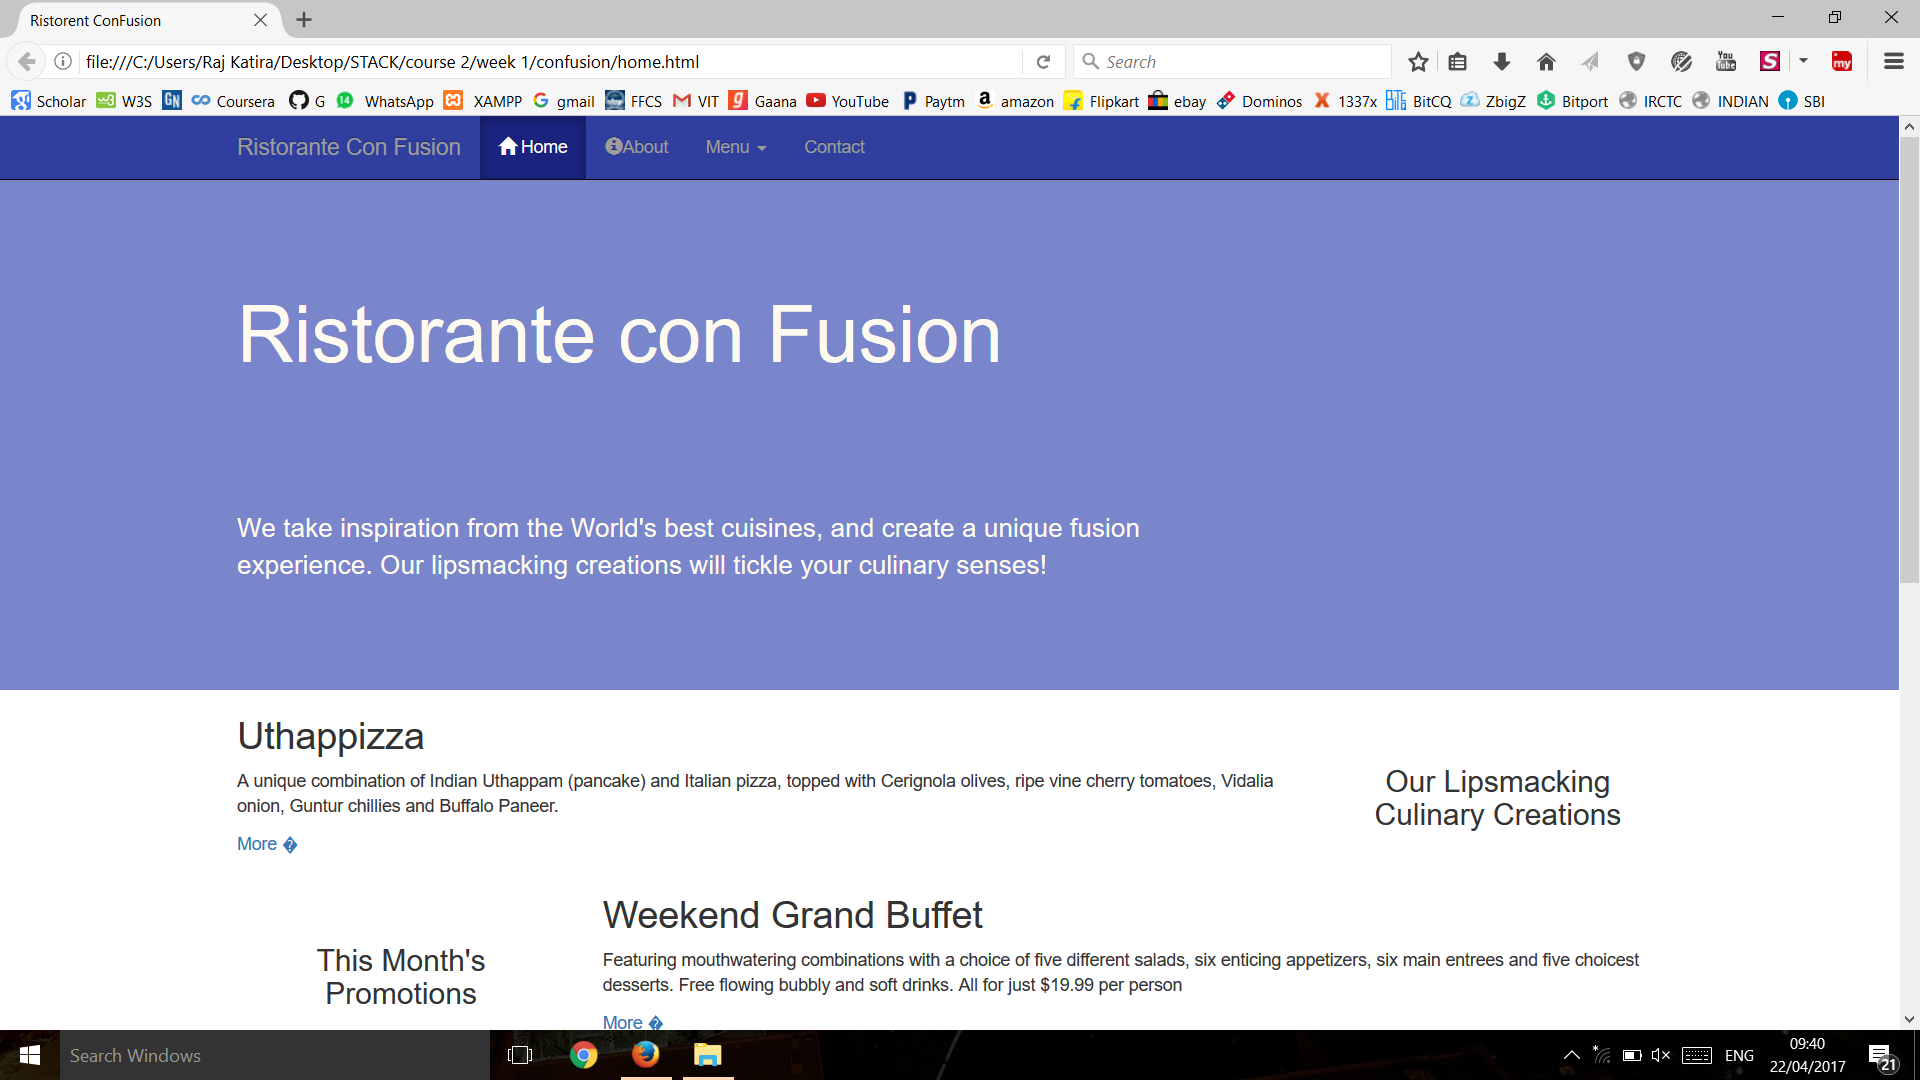 Ristorent ConFusion
file:///C:/Users/Raj Katira/Desktop/STACK/course 2/week 1/confusion/home.html
Search
Scholar W3S GN Coursera G 14 WhatsApp XAMPP gmail FFCS VIT Gaana YouTube Paytm amazon Flipkart ebay Dominos 1337x BitCQ ZbigZ Bitport IRCTC INDIAN SBI
Ristorante Con Fusion Home About Menu Contact
Ristorante con Fusion
We take inspiration from the World's best cuisines, and create a unique fusion
experience. Our lipsmacking creations will tickle your culinary senses!
Uthappizza
A unique combination of Indian Uthappam (pancake) and Italian pizza, topped with Cerignola olives, ripe vine cherry tomatoes, Vidalia
onion, Guntur chillies and Buffalo Paneer.
More �
Our Lipsmacking
Culinary Creations
This Month's
Promotions
Weekend Grand Buffet
Featuring mouthwatering combinations with a choice of five different salads, six enticing appetizers, six main entrees and five choicest
desserts. Free flowing bubbly and soft drinks. All for just $19.99 per person
More �
Search Windows
ENG
09:40
22/04/2017
21